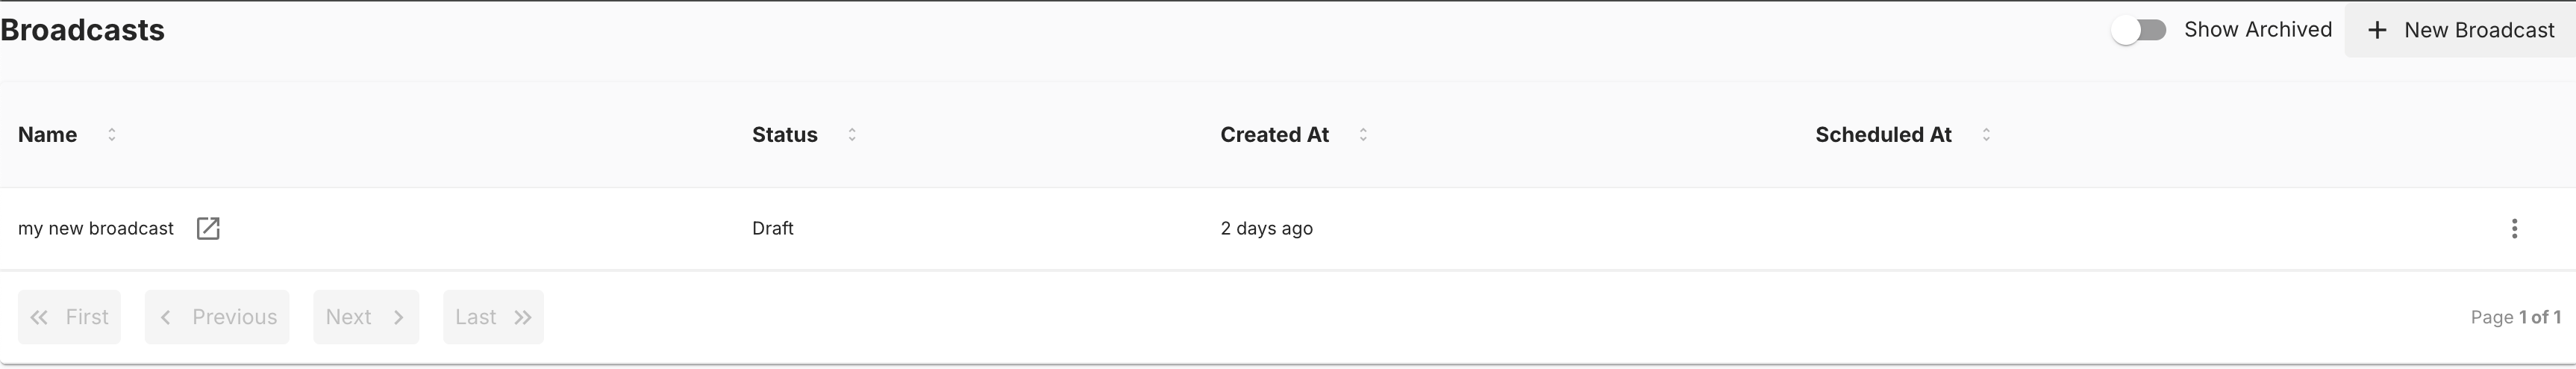 Broadcasts
Show Archived
New Broadcast
Name Status Created At Scheduled At
my new broadcast Draft 2 days ago
First Previous Next Last Page 1 of 1